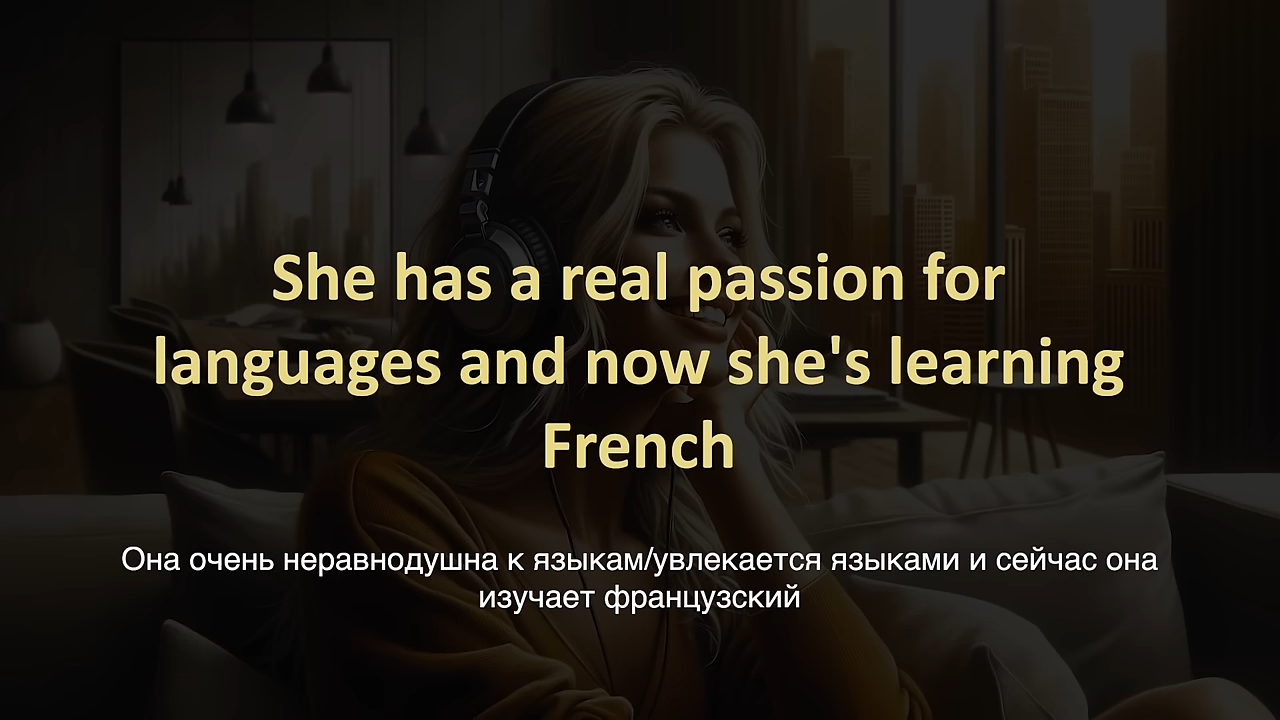 She has a real passion for
languages and now she's learning
French
Она очень неравнодушна к языкам/увлекается языками и сейчас она
изучает французский